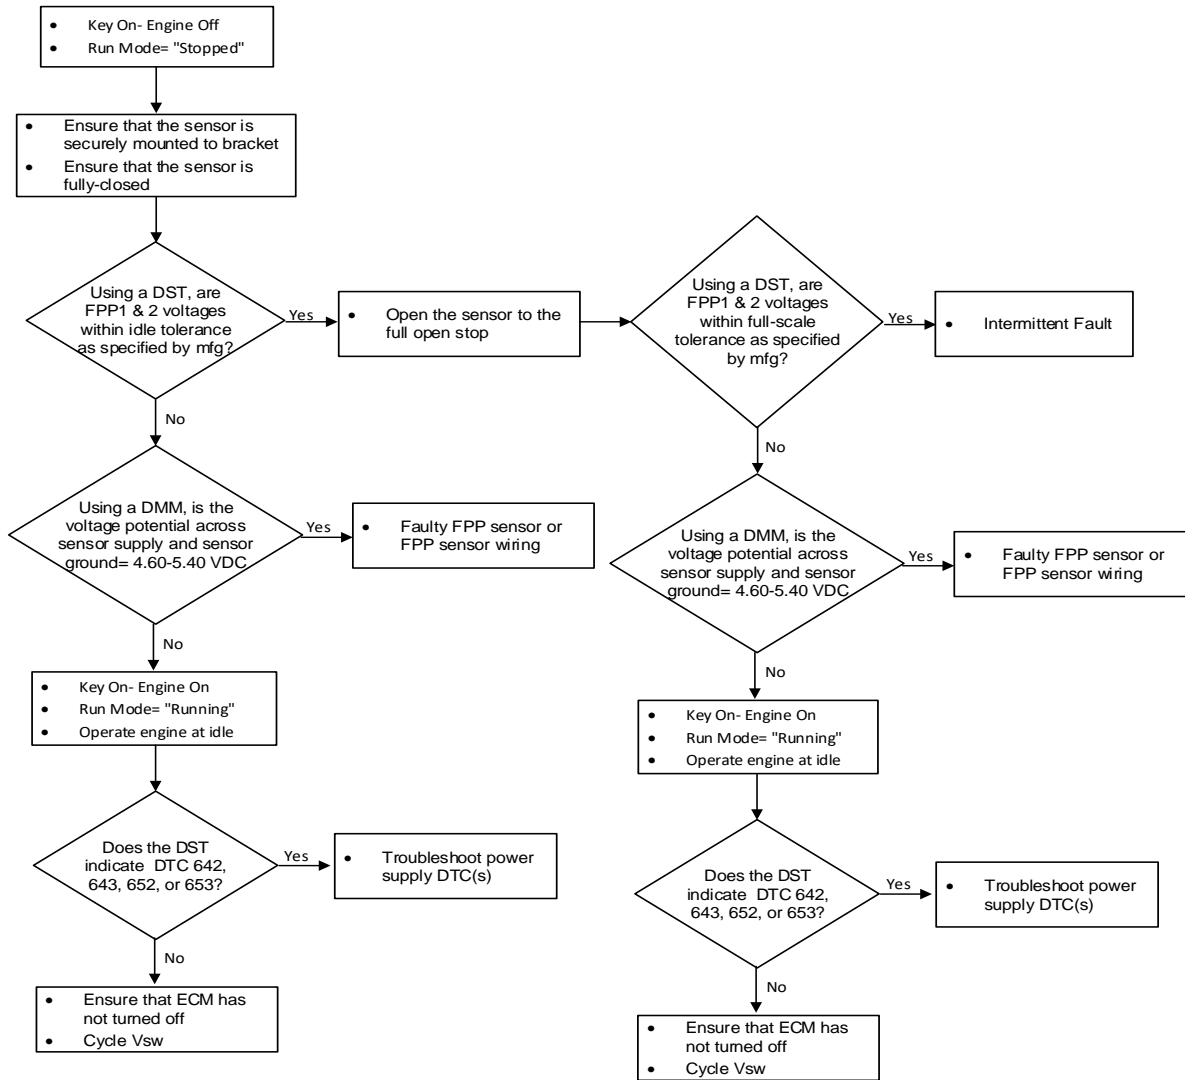 • Key On- Engine Off
• Run Mode= "Stopped"
• Ensure that the sensor is
securely mounted to bracket
• Ensure that the sensor is
fully-closed
Using a DST, are
FPP1 & 2 voltages
within idle tolerance
as specified by mfg?
Yes
• Open the sensor to the
full open stop
Using a DST, are
FPP1 & 2 voltages
within full-scale
tolerance as specified
by mfg?
Yes
• Intermittent Fault
No
No
Using a DMM, is the
voltage potential across
sensor supply and sensor
ground= 4.60-5.40 VDC
Yes
• Faulty FPP sensor or
FPP sensor wiring
Using a DMM, is the
voltage potential across
sensor supply and sensor
ground= 4.60-5.40 VDC
Yes
• Faulty FPP sensor or
FPP sensor wiring
No
No
• Key On- Engine On
• Run Mode= "Running"
• Operate engine at idle
• Key On- Engine On
• Run Mode= "Running"
• Operate engine at idle
Does the DST
indicate DTC 642,
643, 652, or 653?
Yes
• Troubleshoot power
supply DTC(s)
Does the DST
indicate DTC 642,
643, 652, or 653?
Yes
• Troubleshoot power
supply DTC(s)
No
No
• Ensure that ECM has
not turned off
• Cycle Vsw
• Ensure that ECM has
not turned off
• Cycle Vsw